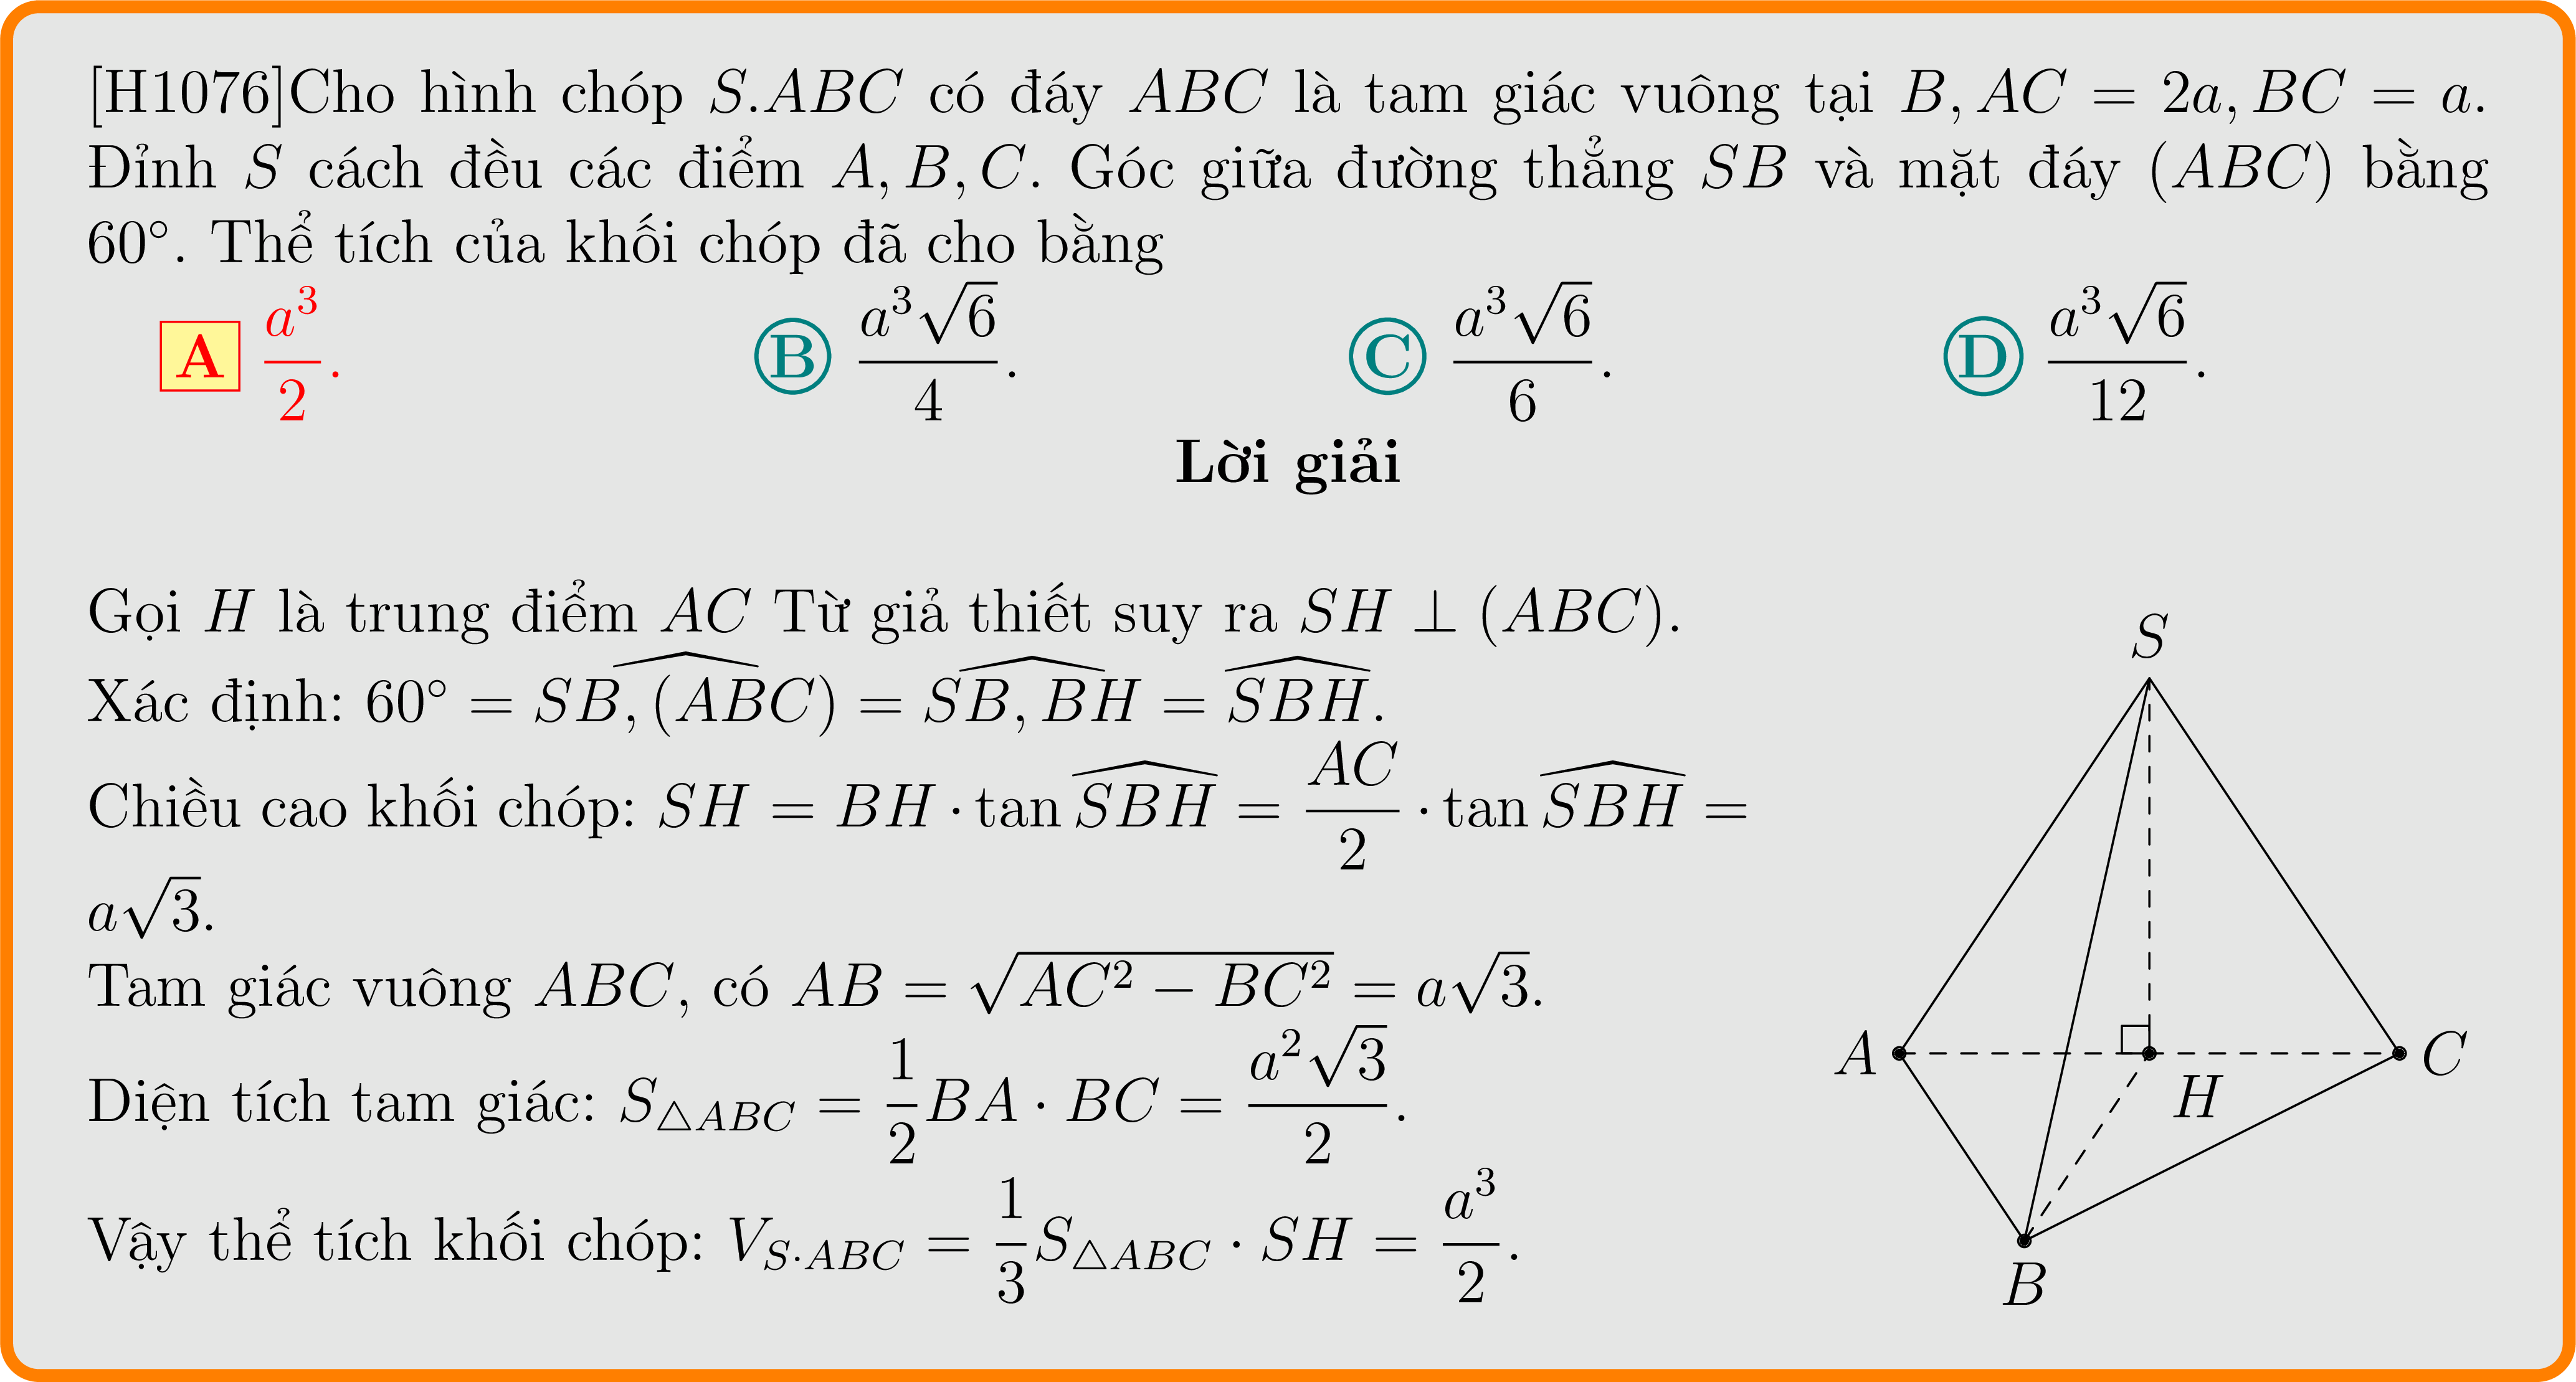 [H1076]Cho hình chóp S.ABC có đáy ABC là tam giác vuông tại B, AC = 2a, BC = a.
Đỉnh S cách đều các điểm A, B, C. Góc giữa đường thẳng SB và mặt đáy (ABC) bằng
60°. Thể tích của khối chóp đã cho bằng
A $\frac{a^3}{2}$. B $\frac{a^3\sqrt{6}}{4}$. C $\frac{a^3\sqrt{6}}{6}$. D $\frac{a^3\sqrt{6}}{12}$.
Lời giải
Gọi H là trung điểm AC Từ giả thiết suy ra SH ⊥ (ABC).
Xác định: $60° = \widehat{SB, (ABC)} = \widehat{SB, BH} = \widehat{SBH}$.
Chiều cao khối chóp: $SH = BH \cdot \tan \widehat{SBH} = \frac{AC}{2} \cdot \tan \widehat{SBH} =$
$a\sqrt{3}$.
Tam giác vuông ABC, có $AB = \sqrt{AC^2 - BC^2} = a\sqrt{3}$.
Diện tích tam giác: $S_{\triangle ABC} = \frac{1}{2}BA \cdot BC = \frac{a^2\sqrt{3}}{2}$.
Vậy thể tích khối chóp: $V_{S \cdot ABC} = \frac{1}{3}S_{\triangle ABC} \cdot SH = \frac{a^3}{2}$.
S
A
C
H
B